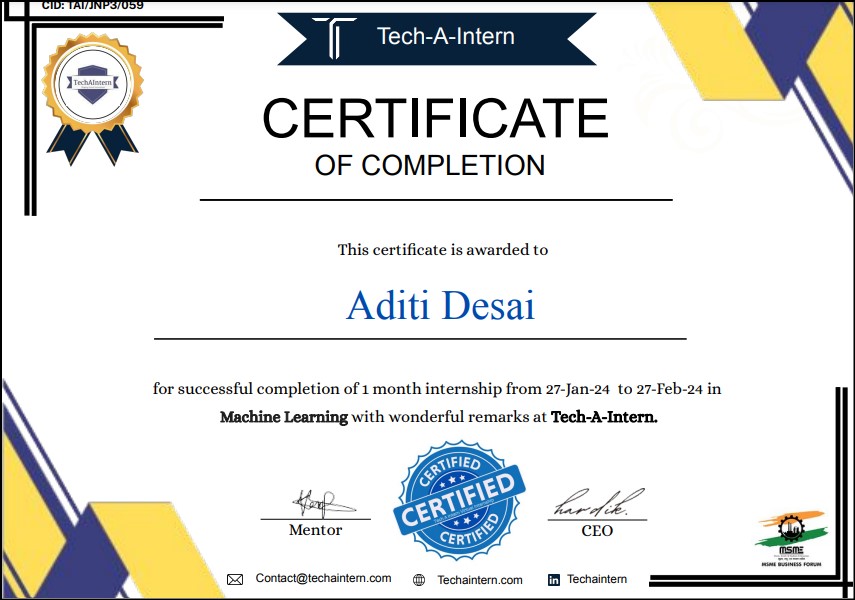 CID: TAI/JNP3/059
Tech-A-Intern
TechAIntern
CERTIFICATE
OF COMPLETION
This certificate is awarded to
Aditi Desai
for successful completion of 1 month internship from 27-Jan-24 to 27-Feb-24 in
Machine Learning with wonderful remarks at Tech-A-Intern.
CERTIFIED
CERTIFIED
CERTIFIED
hardik.
Mentor
CEO
MSME
MSME BUSINESS FORUM
Contact@techaintern.com
Techaintern.com
in
Techaintern